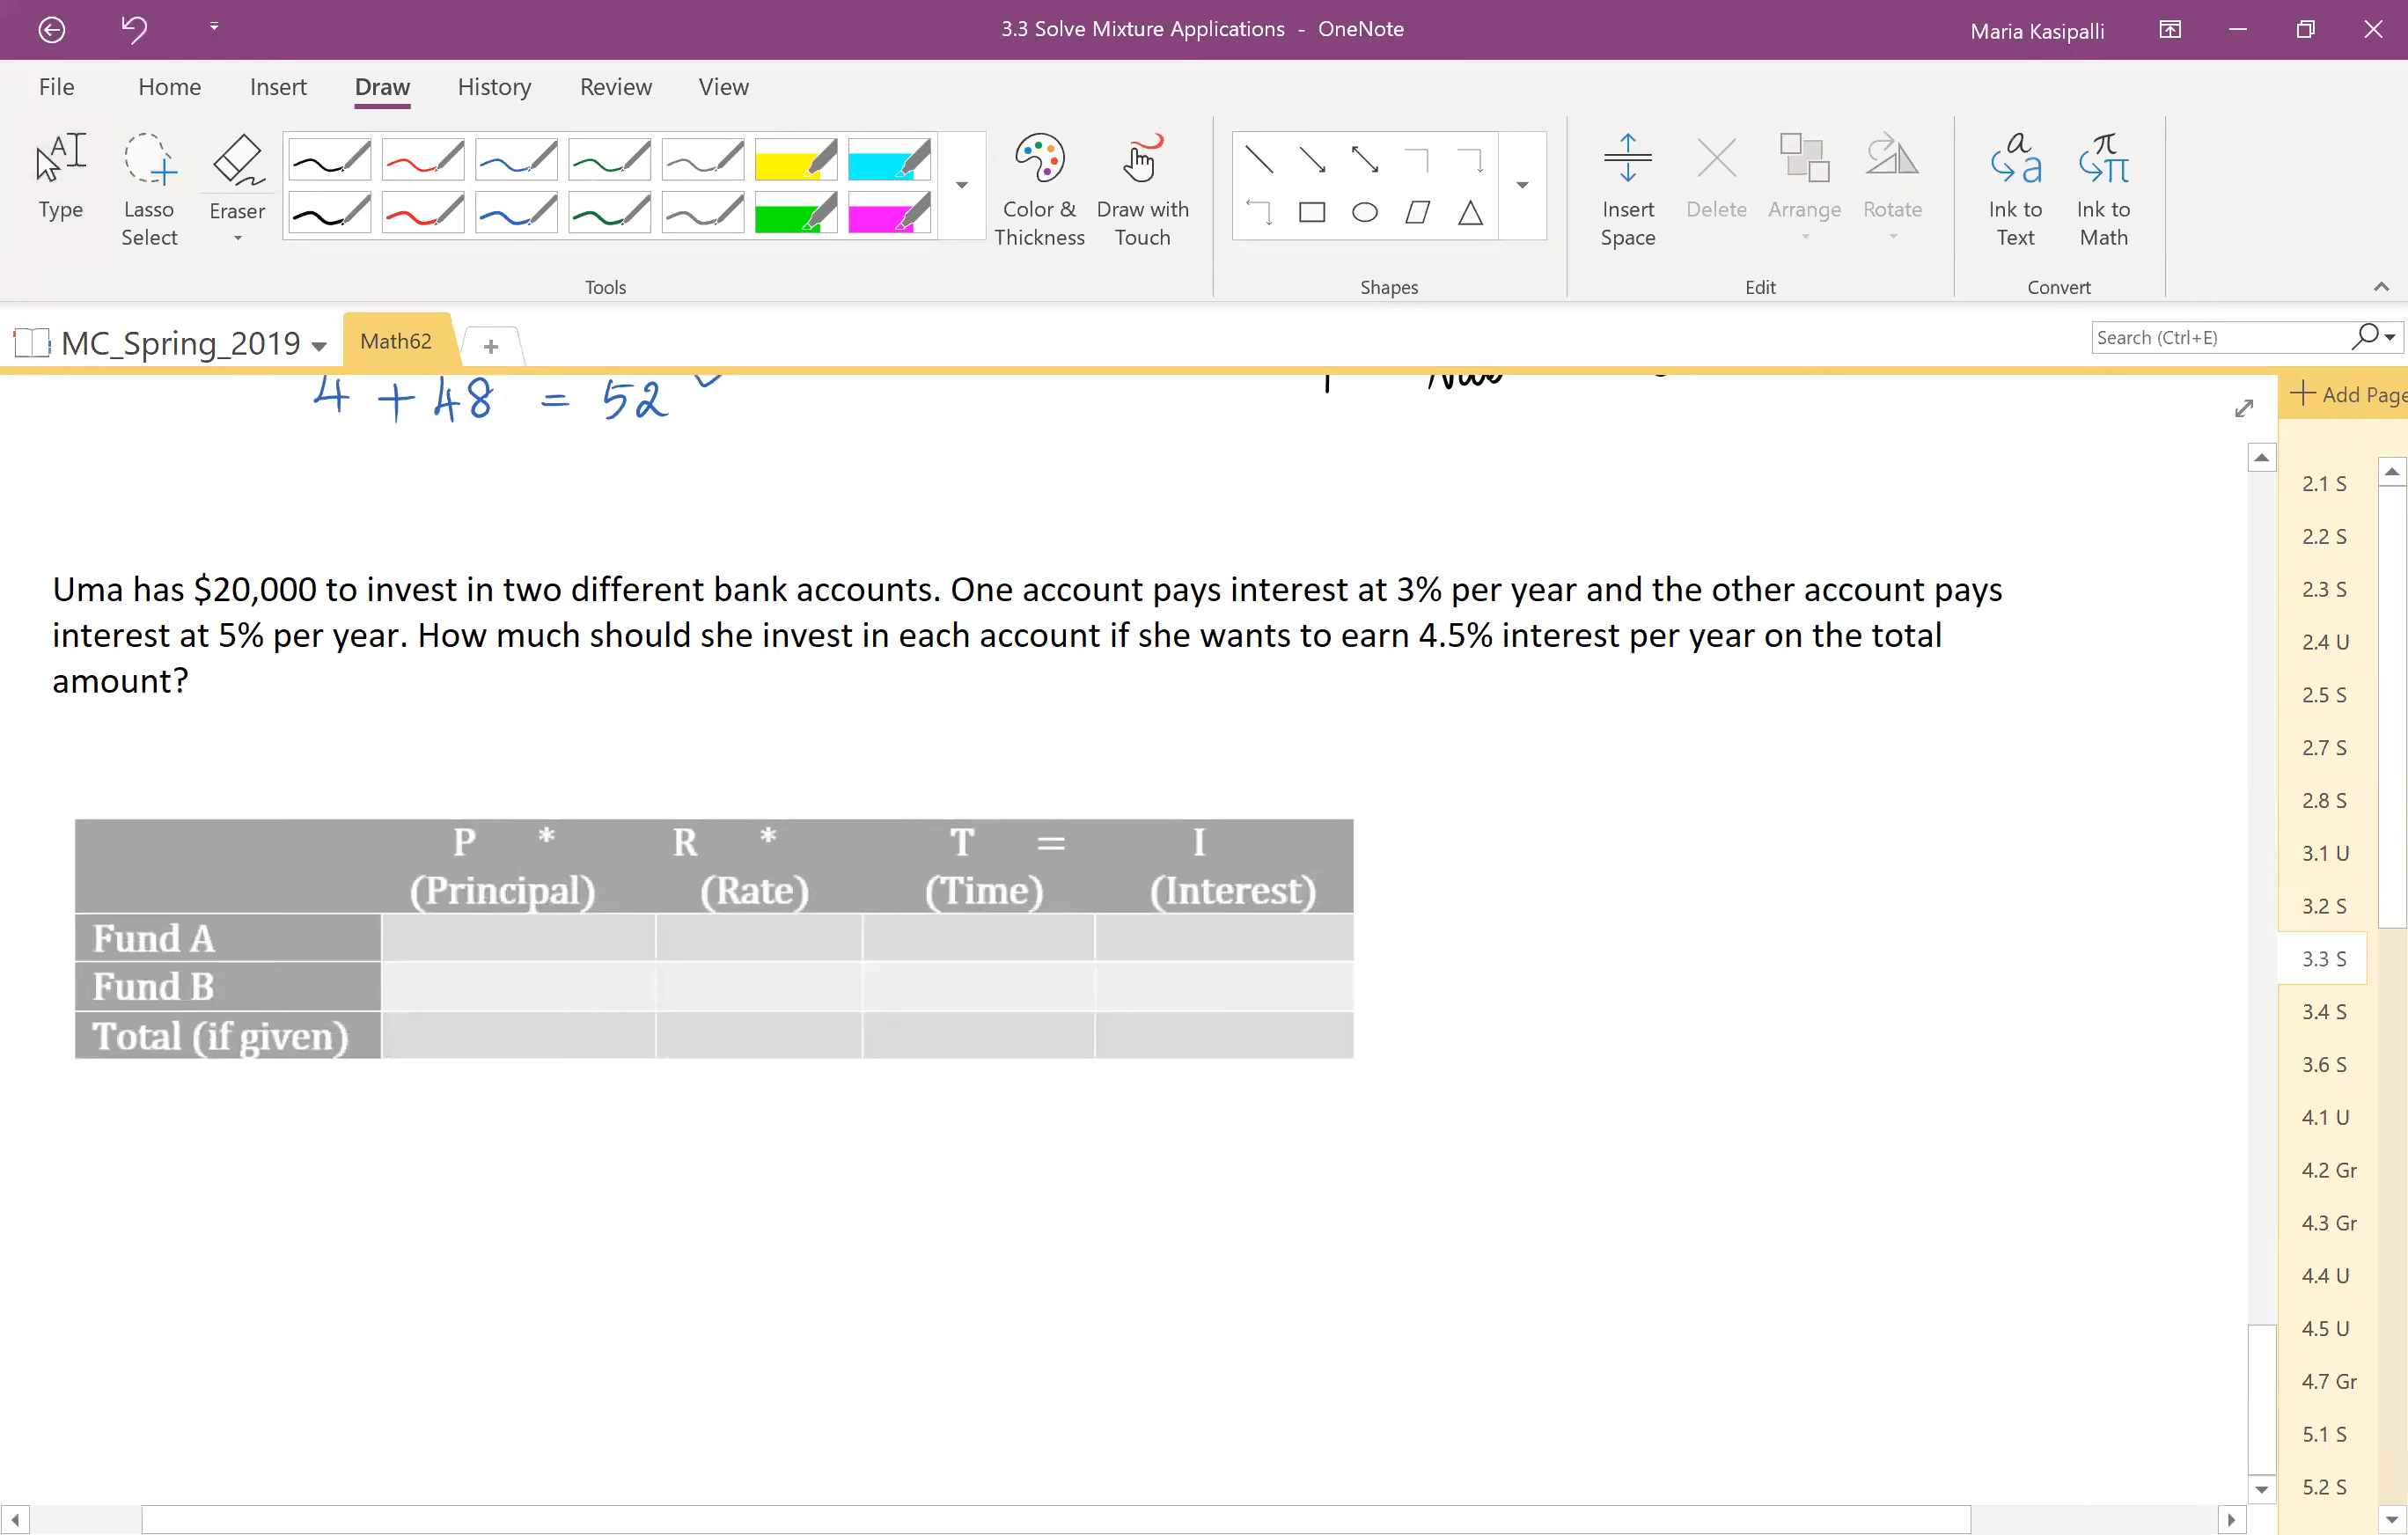 3.3 Solve Mixture Applications - OneNote
Maria Kasipalli
File Home Insert Draw History Review View
Type
Lasso Select
Eraser
Color & Thickness
Draw with Touch
Insert Space
Delete
Arrange
Rotate
Ink to Text
Ink to Math
Tools
Shapes
Edit
Convert
MC_Spring_2019
Math62
Search (Ctrl+E)
4 + 48 = 52
Add Page
Uma has $20,000 to invest in two different bank accounts. One account pays interest at 3% per year and the other account pays
interest at 5% per year. How much should she invest in each account if she wants to earn 4.5% interest per year on the total
amount?
P * R * T = I
(Principal) (Rate) (Time) (Interest)
Fund A
Fund B
Total (if given)
2.1 S
2.2 S
2.3 S
2.4 U
2.5 S
2.7 S
2.8 S
3.1 U
3.2 S
3.3 S
3.4 S
3.6 S
4.1 U
4.2 Gr
4.3 Gr
4.4 U
4.5 U
4.7 Gr
5.1 S
5.2 S